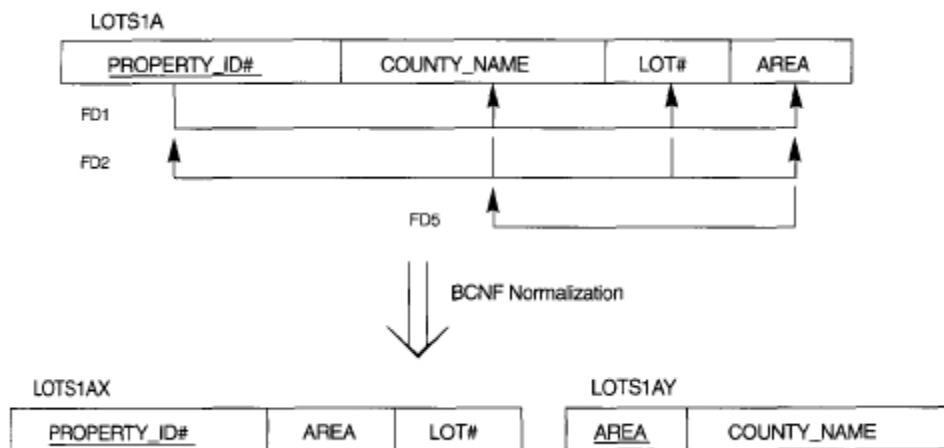 LOTS1A
PROPERTY_ID# COUNTY_NAME LOT# AREA
FD1
FD2
FD5
BCNF Normalization
LOTS1AX LOTS1AY
PROPERTY_ID# AREA LOT# AREA COUNTY_NAME